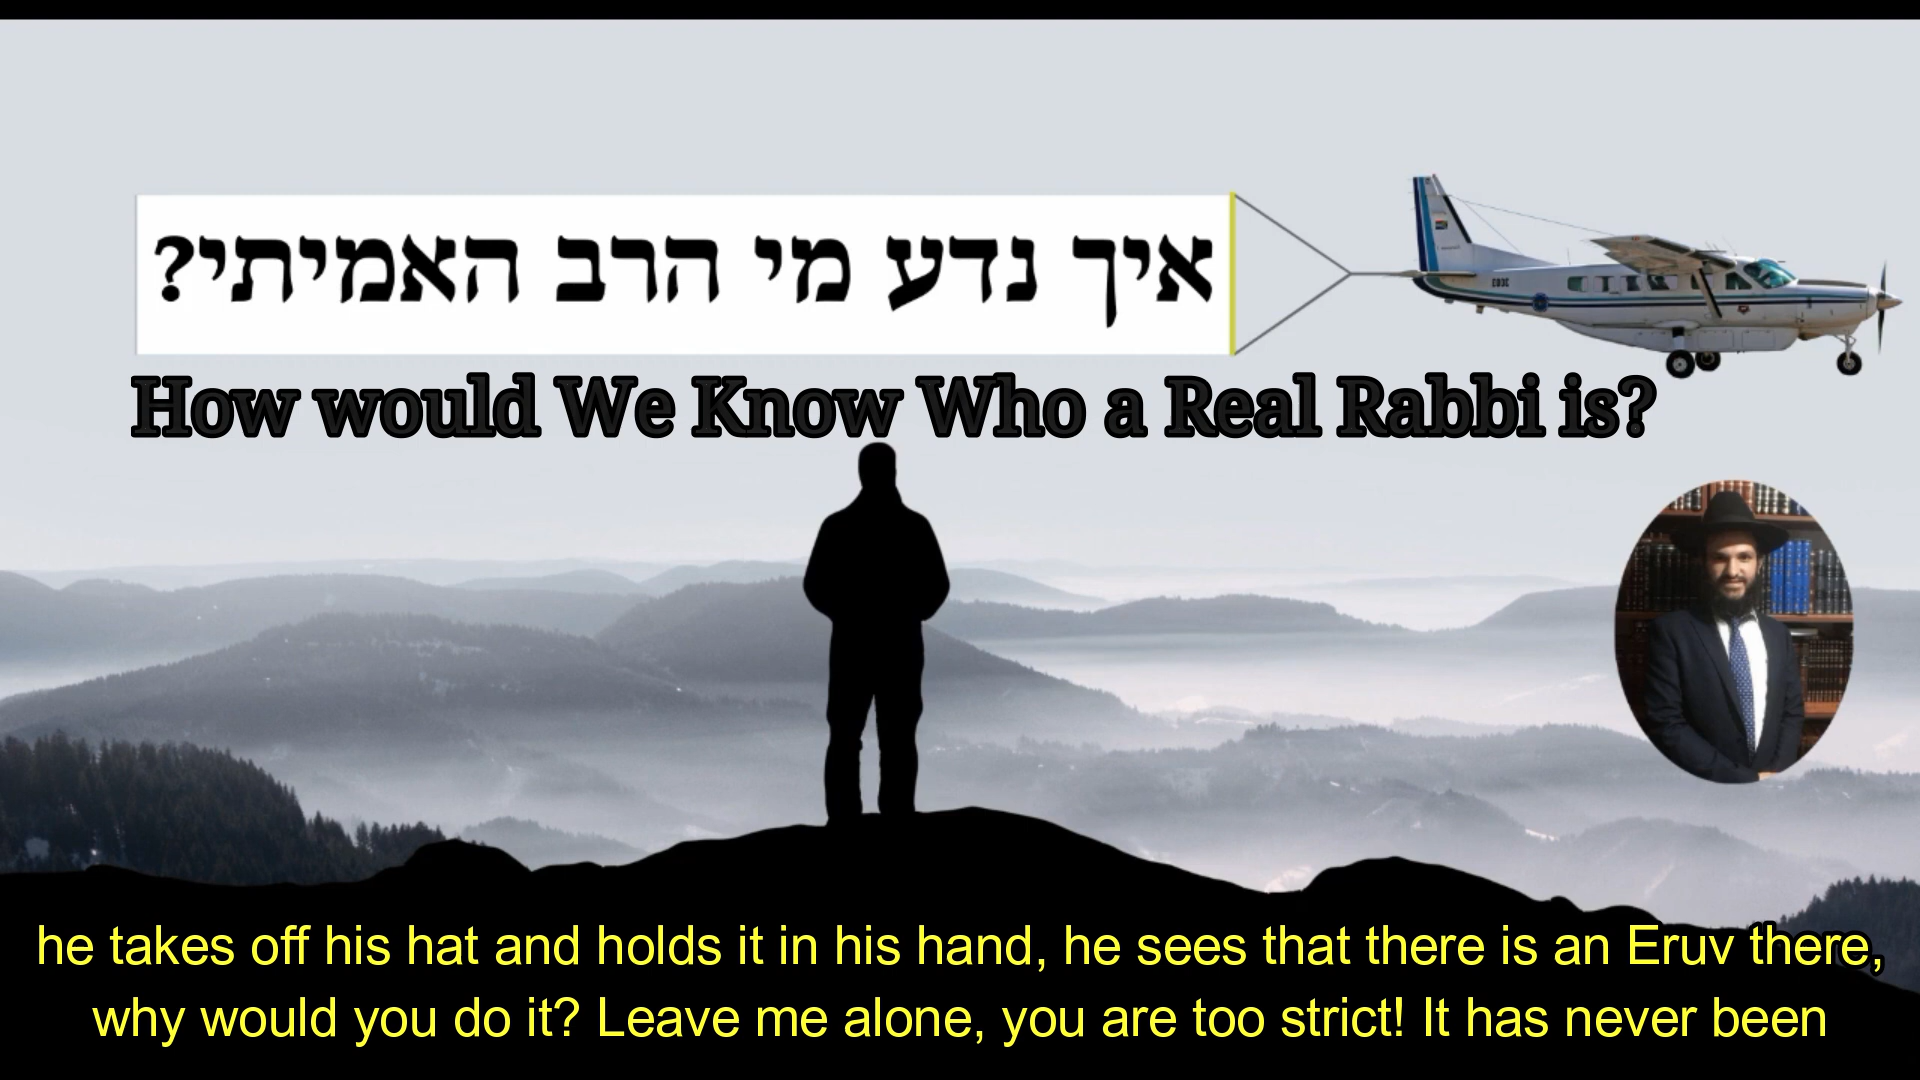 איך נדע מי הרב האמיתי?
How would We Know Who a Real Rabbi is?
he takes off his hat and holds it in his hand, he sees that there is an Eruv there,
why would you do it? Leave me alone, you are too strict! It has never been